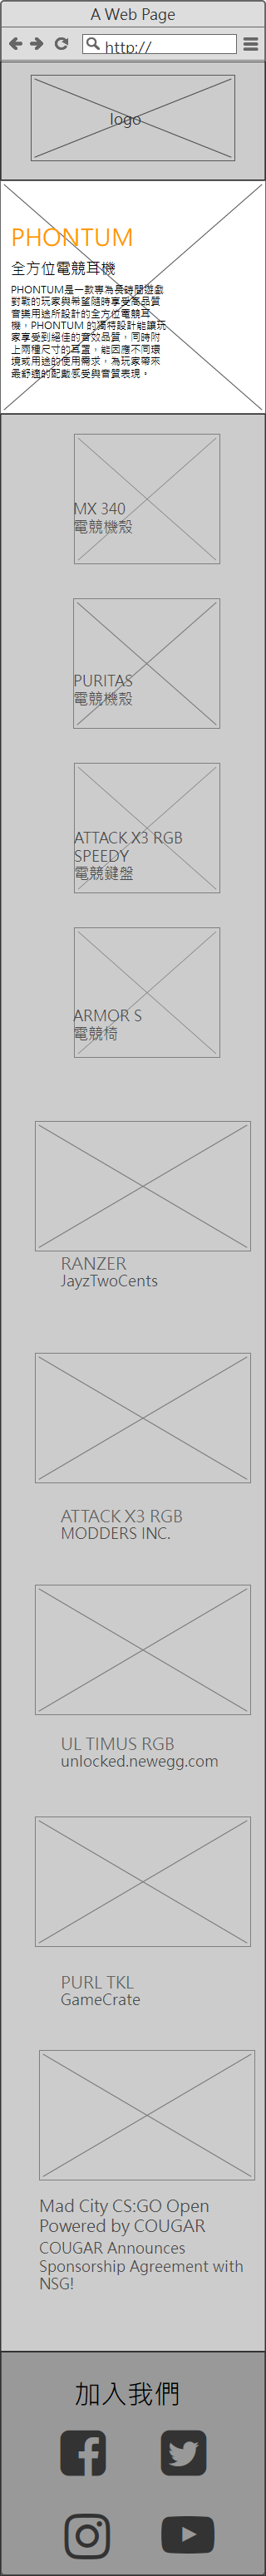 A Web Page
http://
logo
PHONTUM
全方位電競耳機
PHONTUM是一款專為長時間遊戲
對戰的玩家與希望隨時享受高品質
音樂用途所設計的全方位電競耳
機，PHONTUM 的獨特設計能讓玩
家享受到絕佳的音效品質，同時附
上兩種尺寸的耳罩，能因應不同環
境或用途的使用需求，為玩家帶來
最舒適的配戴感受與音質表現。
MX 340
電競機殼
PURITAS
電競機殼
ATTACK X3 RGB
SPEEDY
電競鍵盤
ARMOR S
電競椅
RANZER
JayzTwoCents
ATTACK X3 RGB
MODDERS INC.
UL TIMUS RGB
unlocked.newegg.com
PURL TKL
GameCrate
Mad City CS:GO Open
Powered by COUGAR
COUGAR Announces
Sponsorship Agreement with
NSG!
加入我們